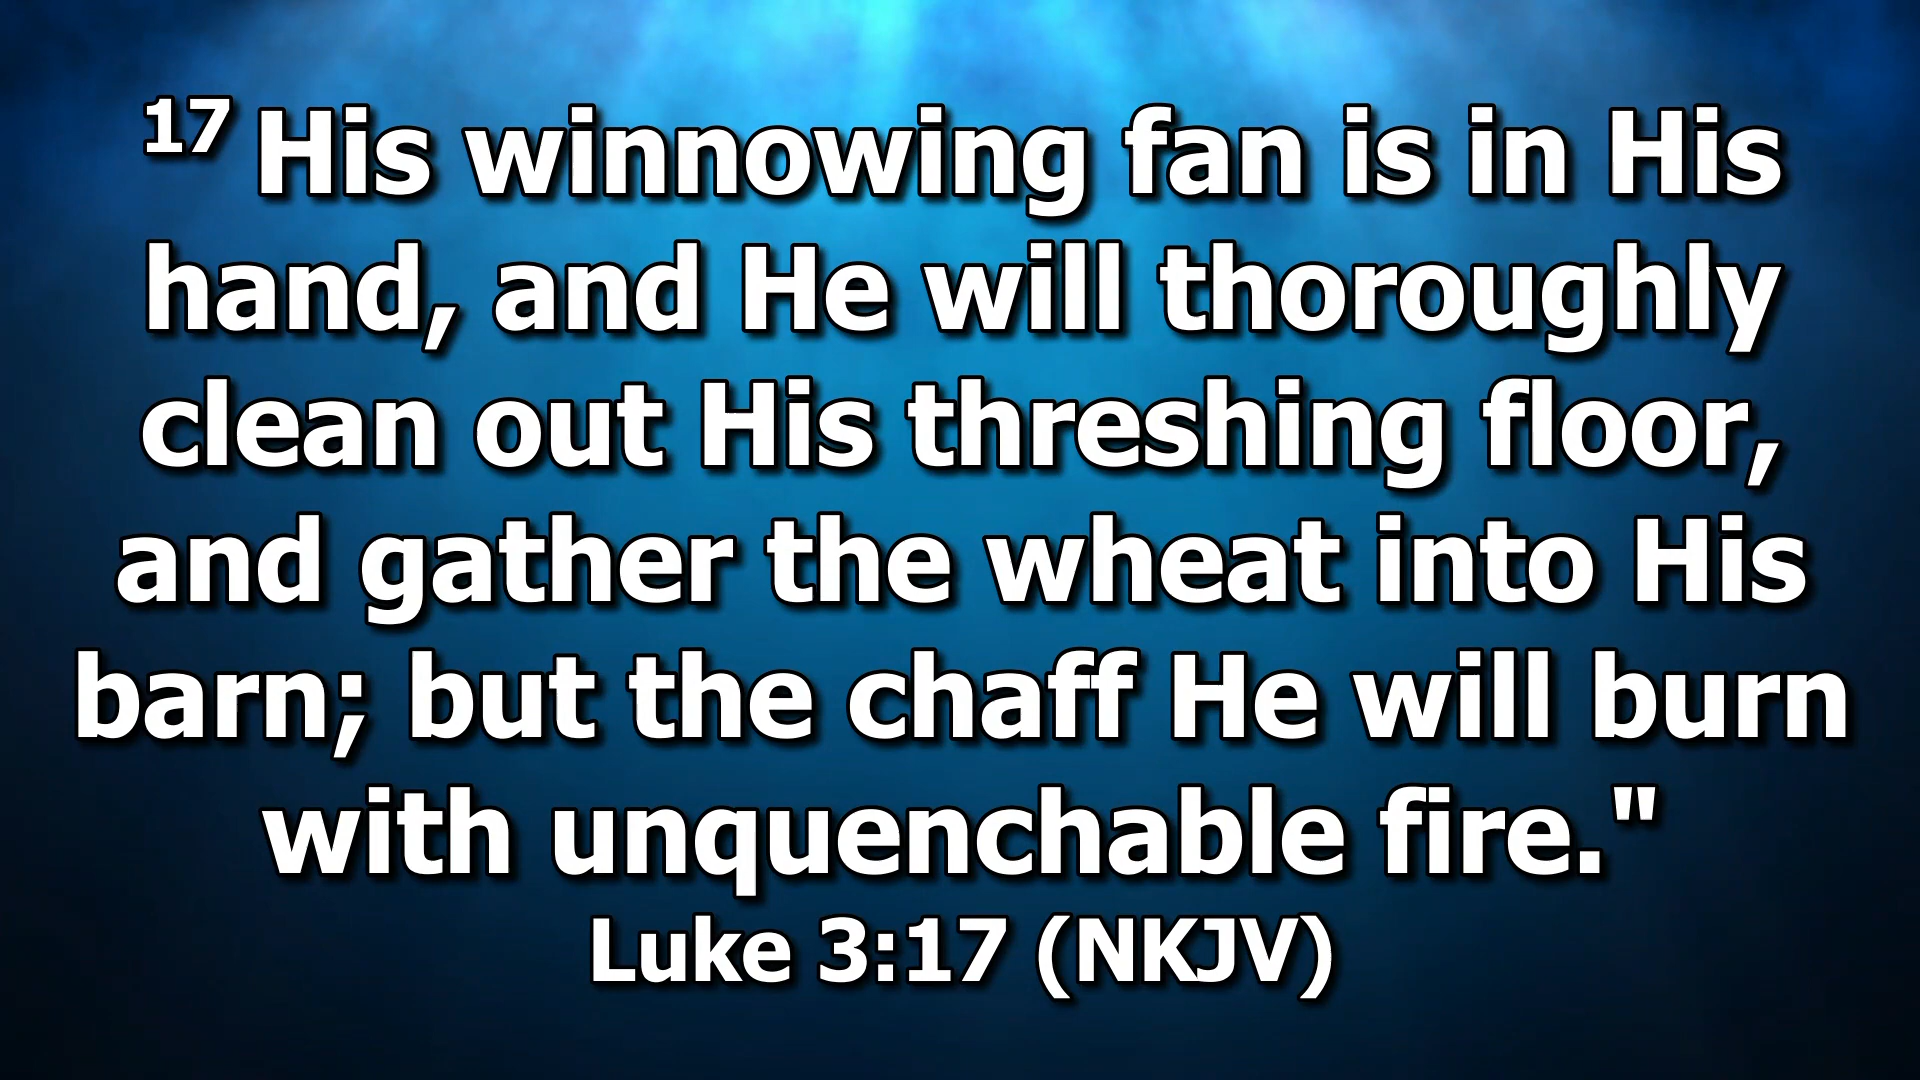 17 His winnowing fan is in His
hand, and He will thoroughly
clean out His threshing floor,
and gather the wheat into His
barn; but the chaff He will burn
with unquenchable fire."
Luke 3:17 (NKJV)